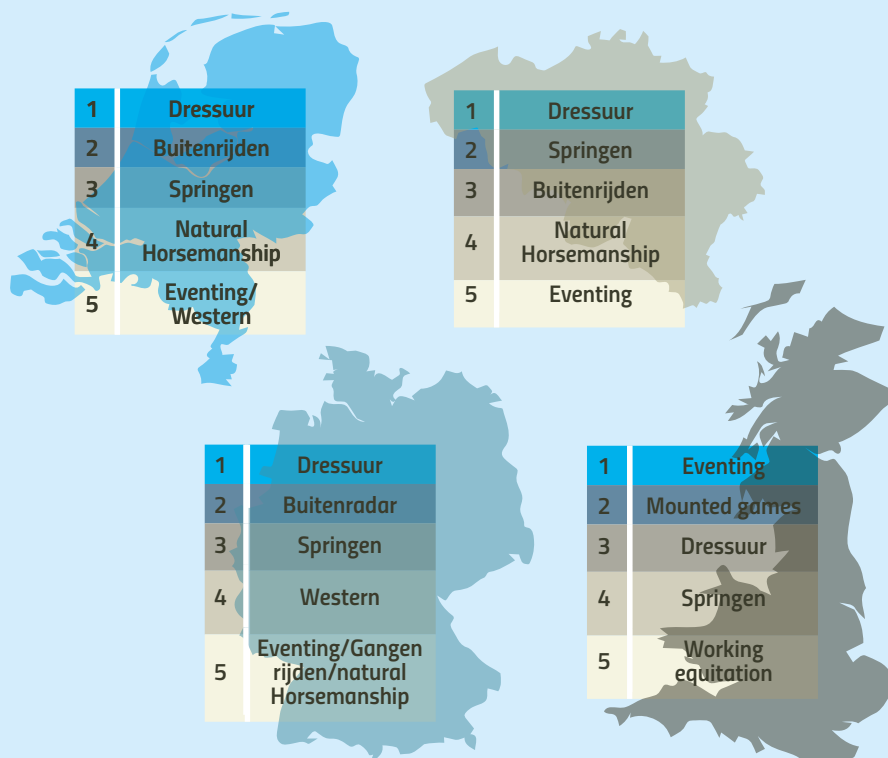 1 Dressuur
2 Buitenrijden
3 Springen
4 Natural
Horsemanship
5 Eventing/
Western
1 Dressuur
2 Springen
3 Buitenrijden
4 Natural
Horsemanship
5 Eventing
1 Dressuur
2 Buitenradar
3 Springen
4 Western
5 Eventing/Gangen
rijden/natural
Horsemanship
1 Eventing
2 Mounted games
3 Dressuur
4 Springen
5 Working
equitation